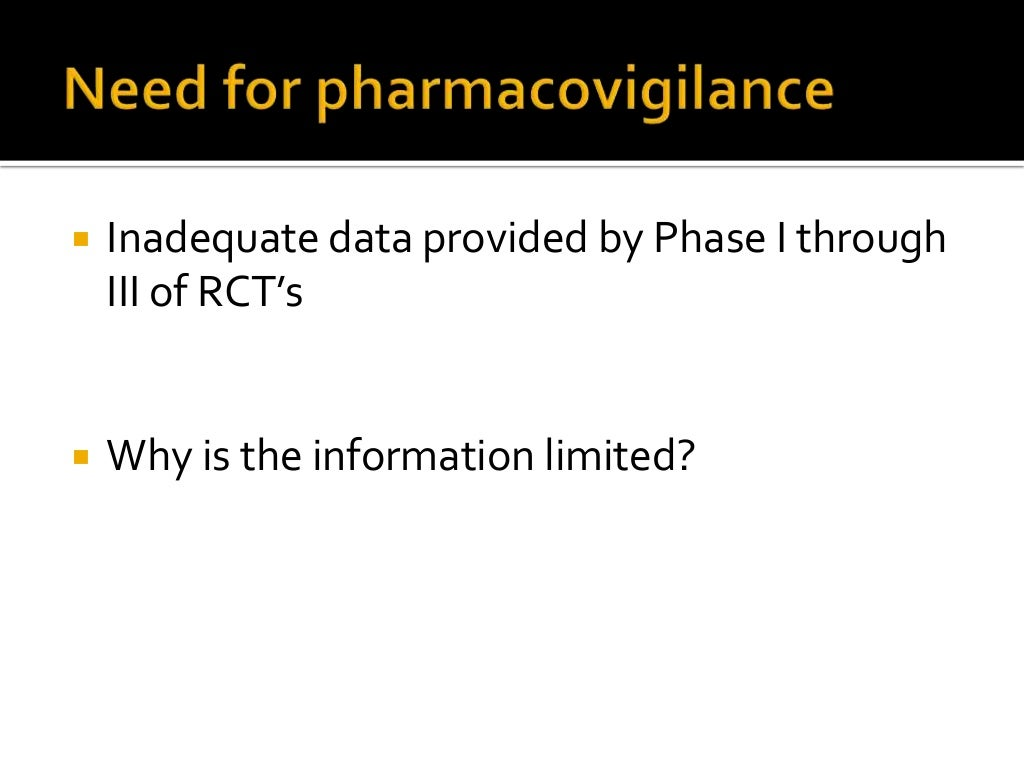 Need for pharmacovigilance
Inadequate data provided by Phase I through
III of RCT’s
Why is the information limited?